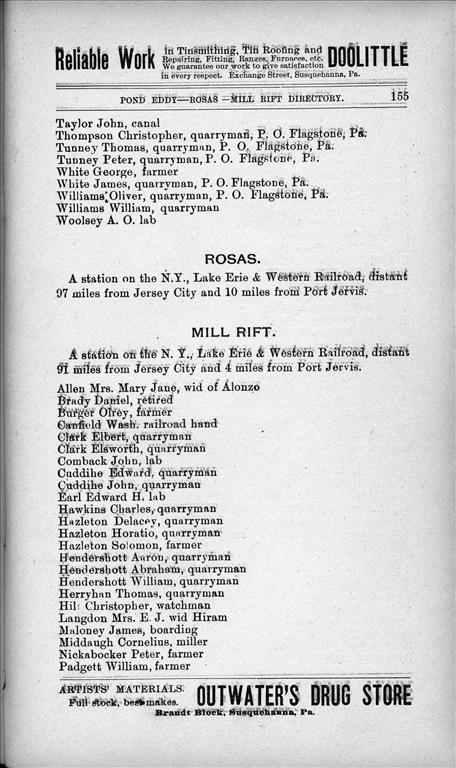 Reliable Work in Tinsmithing, Tin Roofing and Repairing, Fitting, Ranges, Furnaces, etc. We guarantee our work to give satisfaction in every respect. Exchange Street, Susquehanna, Pa. DOOLITTLE
POND EDDY—ROSAS—MILL RIFT DIRECTORY. 155
Taylor John, canal
Thompson Christopher, quarryman, P. O. Flagstone, Pa.
Tunney Thomas, quarryman, P. O. Flagstone, Pa.
Tunney Peter, quarryman, P. O. Flagstone, Pa.
White George, farmer
White James, quarryman, P. O. Flagstone, Pa.
Williams Oliver, quarryman, P. O. Flagstone, Pa.
Williams William, quarryman
Woolsey A. O. lab
ROSAS.
A station on the N.Y., Lake Erie & Western Railroad, distant
97 miles from Jersey City and 10 miles from Port Jervis.
MILL RIFT.
A station on the N. Y., Lake Erie & Western Railroad, distant
91 miles from Jersey City and 4 miles from Port Jervis.
Allen Mrs. Mary Jane, wid of Alonzo
Brady Daniel, retired
Burger Olrey, farmer
Canfield Wash. railroad hand
Clark Elbert, quarryman
Clark Elsworth, quarryman
Comback John, lab
Cuddihe Edward, quarryman
Cuddihe John, quarryman
Earl Edward H. lab
Hawkins Charles, quarryman
Hazleton Delacey, quarryman
Hazleton Horatio, quarryman
Hazleton Solomon, farmer
Hendershott Aaron, quarryman
Hendershott Abraham, quarryman
Hendershott William, quarryman
Herryhan Thomas, quarryman
Hill Christopher, watchman
Langdon Mrs. E. J. wid Hiram
Maloney James, boarding
Middaugh Cornelius, miller
Nickabocker Peter, farmer
Padgett William, farmer
ARTISTS' MATERIALS. Full stock, best makes. OUTWATER'S DRUG STORE
Brandt Block, Susquehanna, Pa.